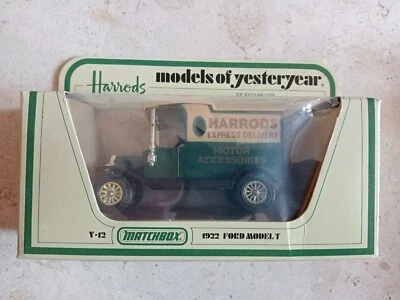 Harrods models of yesteryear
HARRODS
EXPRESS DELIVERY
MOTOR
ACCESSORIES
Y-12 MATCHBOX 1922 FORD MODEL T